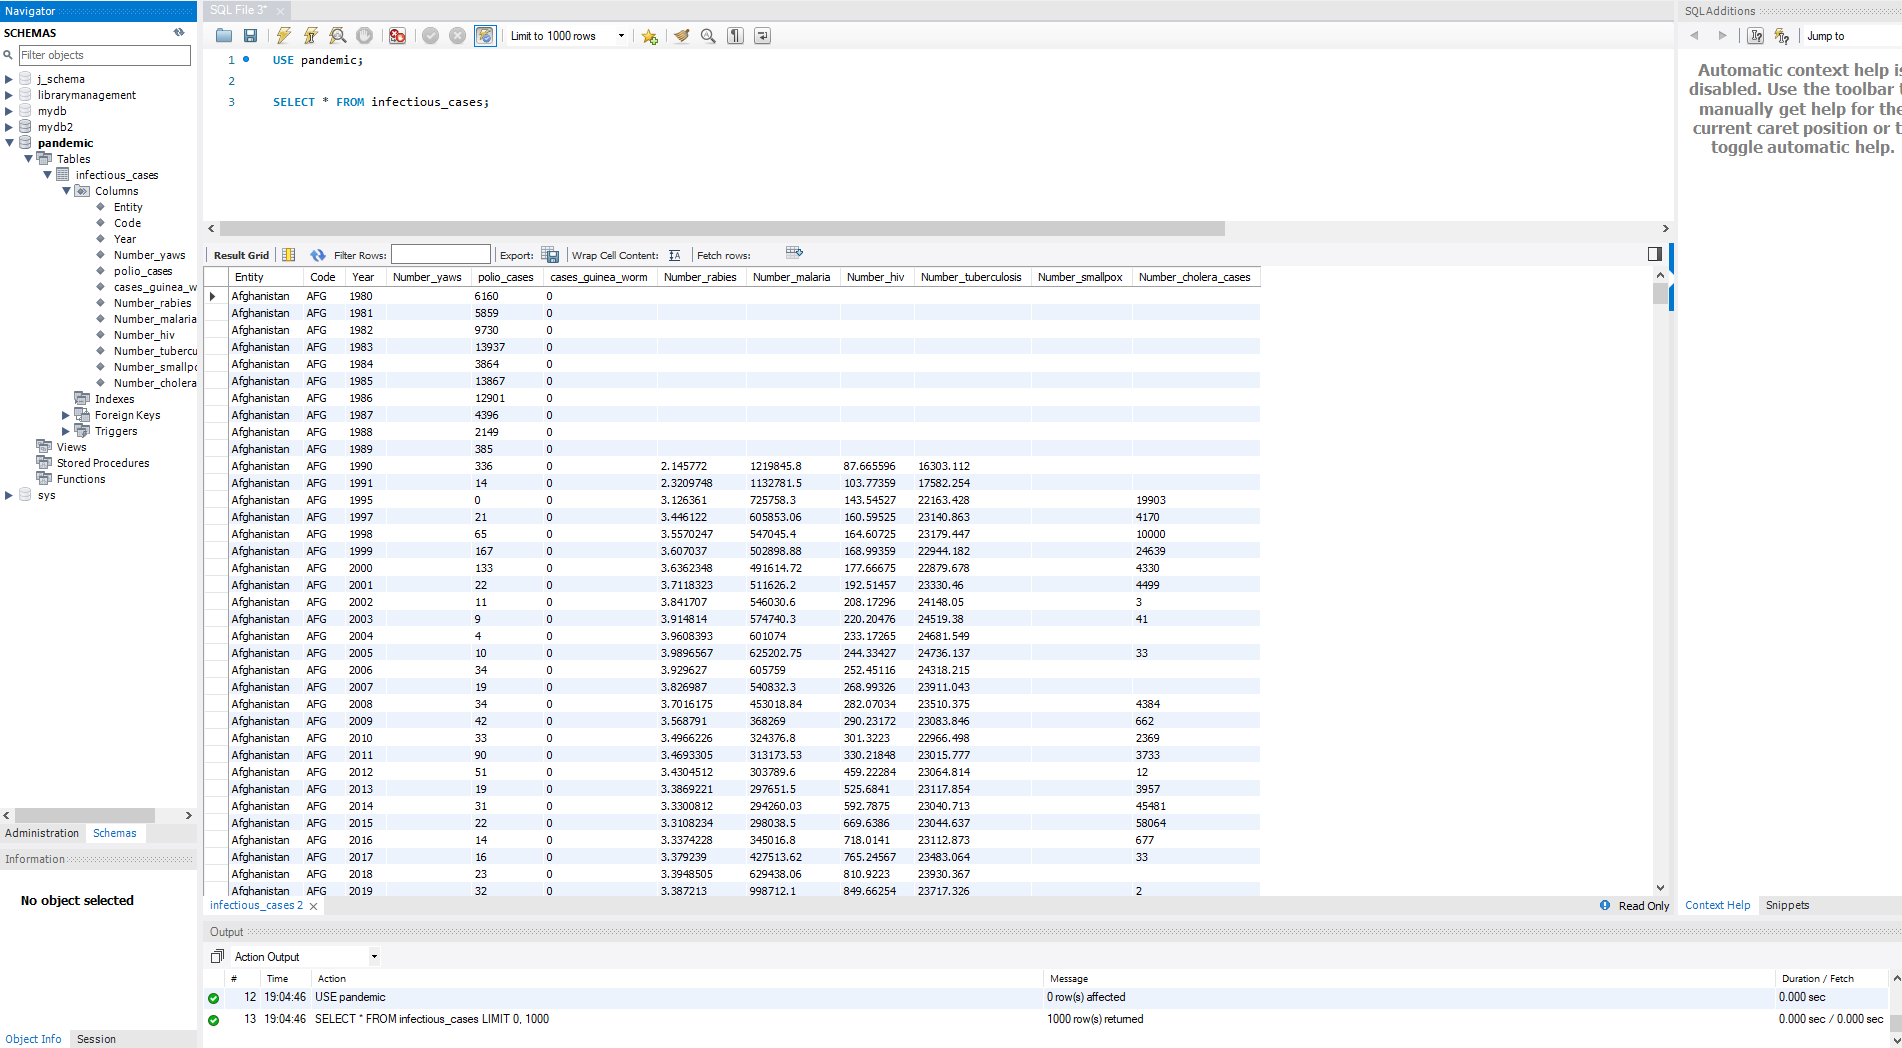 Navigator
SCHEMAS
Filter objects
j_schema
librarymanagement
mydb
mydb2
pandemic
Tables
infectious_cases
Columns
Entity
Code
Year
Number_yaws
polio_cases
cases_guinea_w
Number_rabies
Number_malaria
Number_hiv
Number_tubercu
Number_smallpo
Number_cholera
Indexes
Foreign Keys
Triggers
Views
Stored Procedures
Functions
sys
Administration Schemas
Information
No object selected
Object Info Session
SQL File 3*
Limit to 1000 rows
1 USE pandemic;
2
3 SELECT * FROM infectious_cases;
Result Grid Filter Rows: Export: Wrap Cell Content: Fetch rows:
Entity Code Year Number_yaws polio_cases cases_guinea_worm Number_rabies Number_malaria Number_hiv Number_tuberculosis Number_smallpox Number_cholera_cases
Afghanistan AFG 1980 6160 0
Afghanistan AFG 1981 5859 0
Afghanistan AFG 1982 9730 0
Afghanistan AFG 1983 13937 0
Afghanistan AFG 1984 3864 0
Afghanistan AFG 1985 13867 0
Afghanistan AFG 1986 12901 0
Afghanistan AFG 1987 4396 0
Afghanistan AFG 1988 2149 0
Afghanistan AFG 1989 385 0
Afghanistan AFG 1990 336 0 2.145772 1219845.8 87.665596 16303.112
Afghanistan AFG 1991 14 0 2.3209748 1132781.5 103.77359 17582.254
Afghanistan AFG 1995 0 0 3.126361 725758.3 143.54527 22163.428 19903
Afghanistan AFG 1997 21 0 3.446122 605853.06 160.59525 23140.863 4170
Afghanistan AFG 1998 65 0 3.5570247 547045.4 164.60725 23179.447 10000
Afghanistan AFG 1999 167 0 3.607037 502898.88 168.99359 22944.182 24639
Afghanistan AFG 2000 133 0 3.6362348 491614.72 177.66675 22879.678 4330
Afghanistan AFG 2001 22 0 3.7118323 511626.2 192.51457 23330.46 4499
Afghanistan AFG 2002 11 0 3.841707 546030.6 208.17296 24148.05 3
Afghanistan AFG 2003 9 0 3.914814 574740.3 220.20476 24519.38 41
Afghanistan AFG 2004 4 0 3.9608393 601074 233.17265 24681.549
Afghanistan AFG 2005 10 0 3.9896567 625202.75 244.33427 24736.137 33
Afghanistan AFG 2006 34 0 3.929627 605759 252.45116 24318.215
Afghanistan AFG 2007 19 0 3.826987 540832.3 268.99326 23911.043
Afghanistan AFG 2008 34 0 3.7016175 453018.84 282.07034 23510.375 4384
Afghanistan AFG 2009 42 0 3.568791 368269 290.23172 23083.846 662
Afghanistan AFG 2010 33 0 3.4966226 324376.8 301.3223 22966.498 2369
Afghanistan AFG 2011 90 0 3.4693305 313173.53 330.21848 23015.777 3733
Afghanistan AFG 2012 51 0 3.4304512 303789.6 459.22284 23064.814 12
Afghanistan AFG 2013 19 0 3.3869221 297651.5 525.6841 23117.854 3957
Afghanistan AFG 2014 31 0 3.3300812 294260.03 592.7875 23040.713 45481
Afghanistan AFG 2015 22 0 3.3108234 298038.5 669.6386 23044.637 58064
Afghanistan AFG 2016 14 0 3.3374228 345016.8 718.0141 23112.873 677
Afghanistan AFG 2017 16 0 3.379239 427513.62 765.24567 23483.064 33
Afghanistan AFG 2018 23 0 3.3948505 629438.06 810.9223 23930.367
Afghanistan AFG 2019 32 0 3.387213 998712.1 849.66254 23717.326 2
infectious_cases 2 Read Only
Output
Action Output
# Time Action Message Duration / Fetch
12 19:04:46 USE pandemic 0 row(s) affected 0.000 sec
13 19:04:46 SELECT * FROM infectious_cases LIMIT 0, 1000 1000 row(s) returned 0.000 sec / 0.000 sec
SQLAdditions
Jump to
Automatic context help is
disabled. Use the toolbar t
manually get help for the
current caret position or t
toggle automatic help.
Context Help Snippets